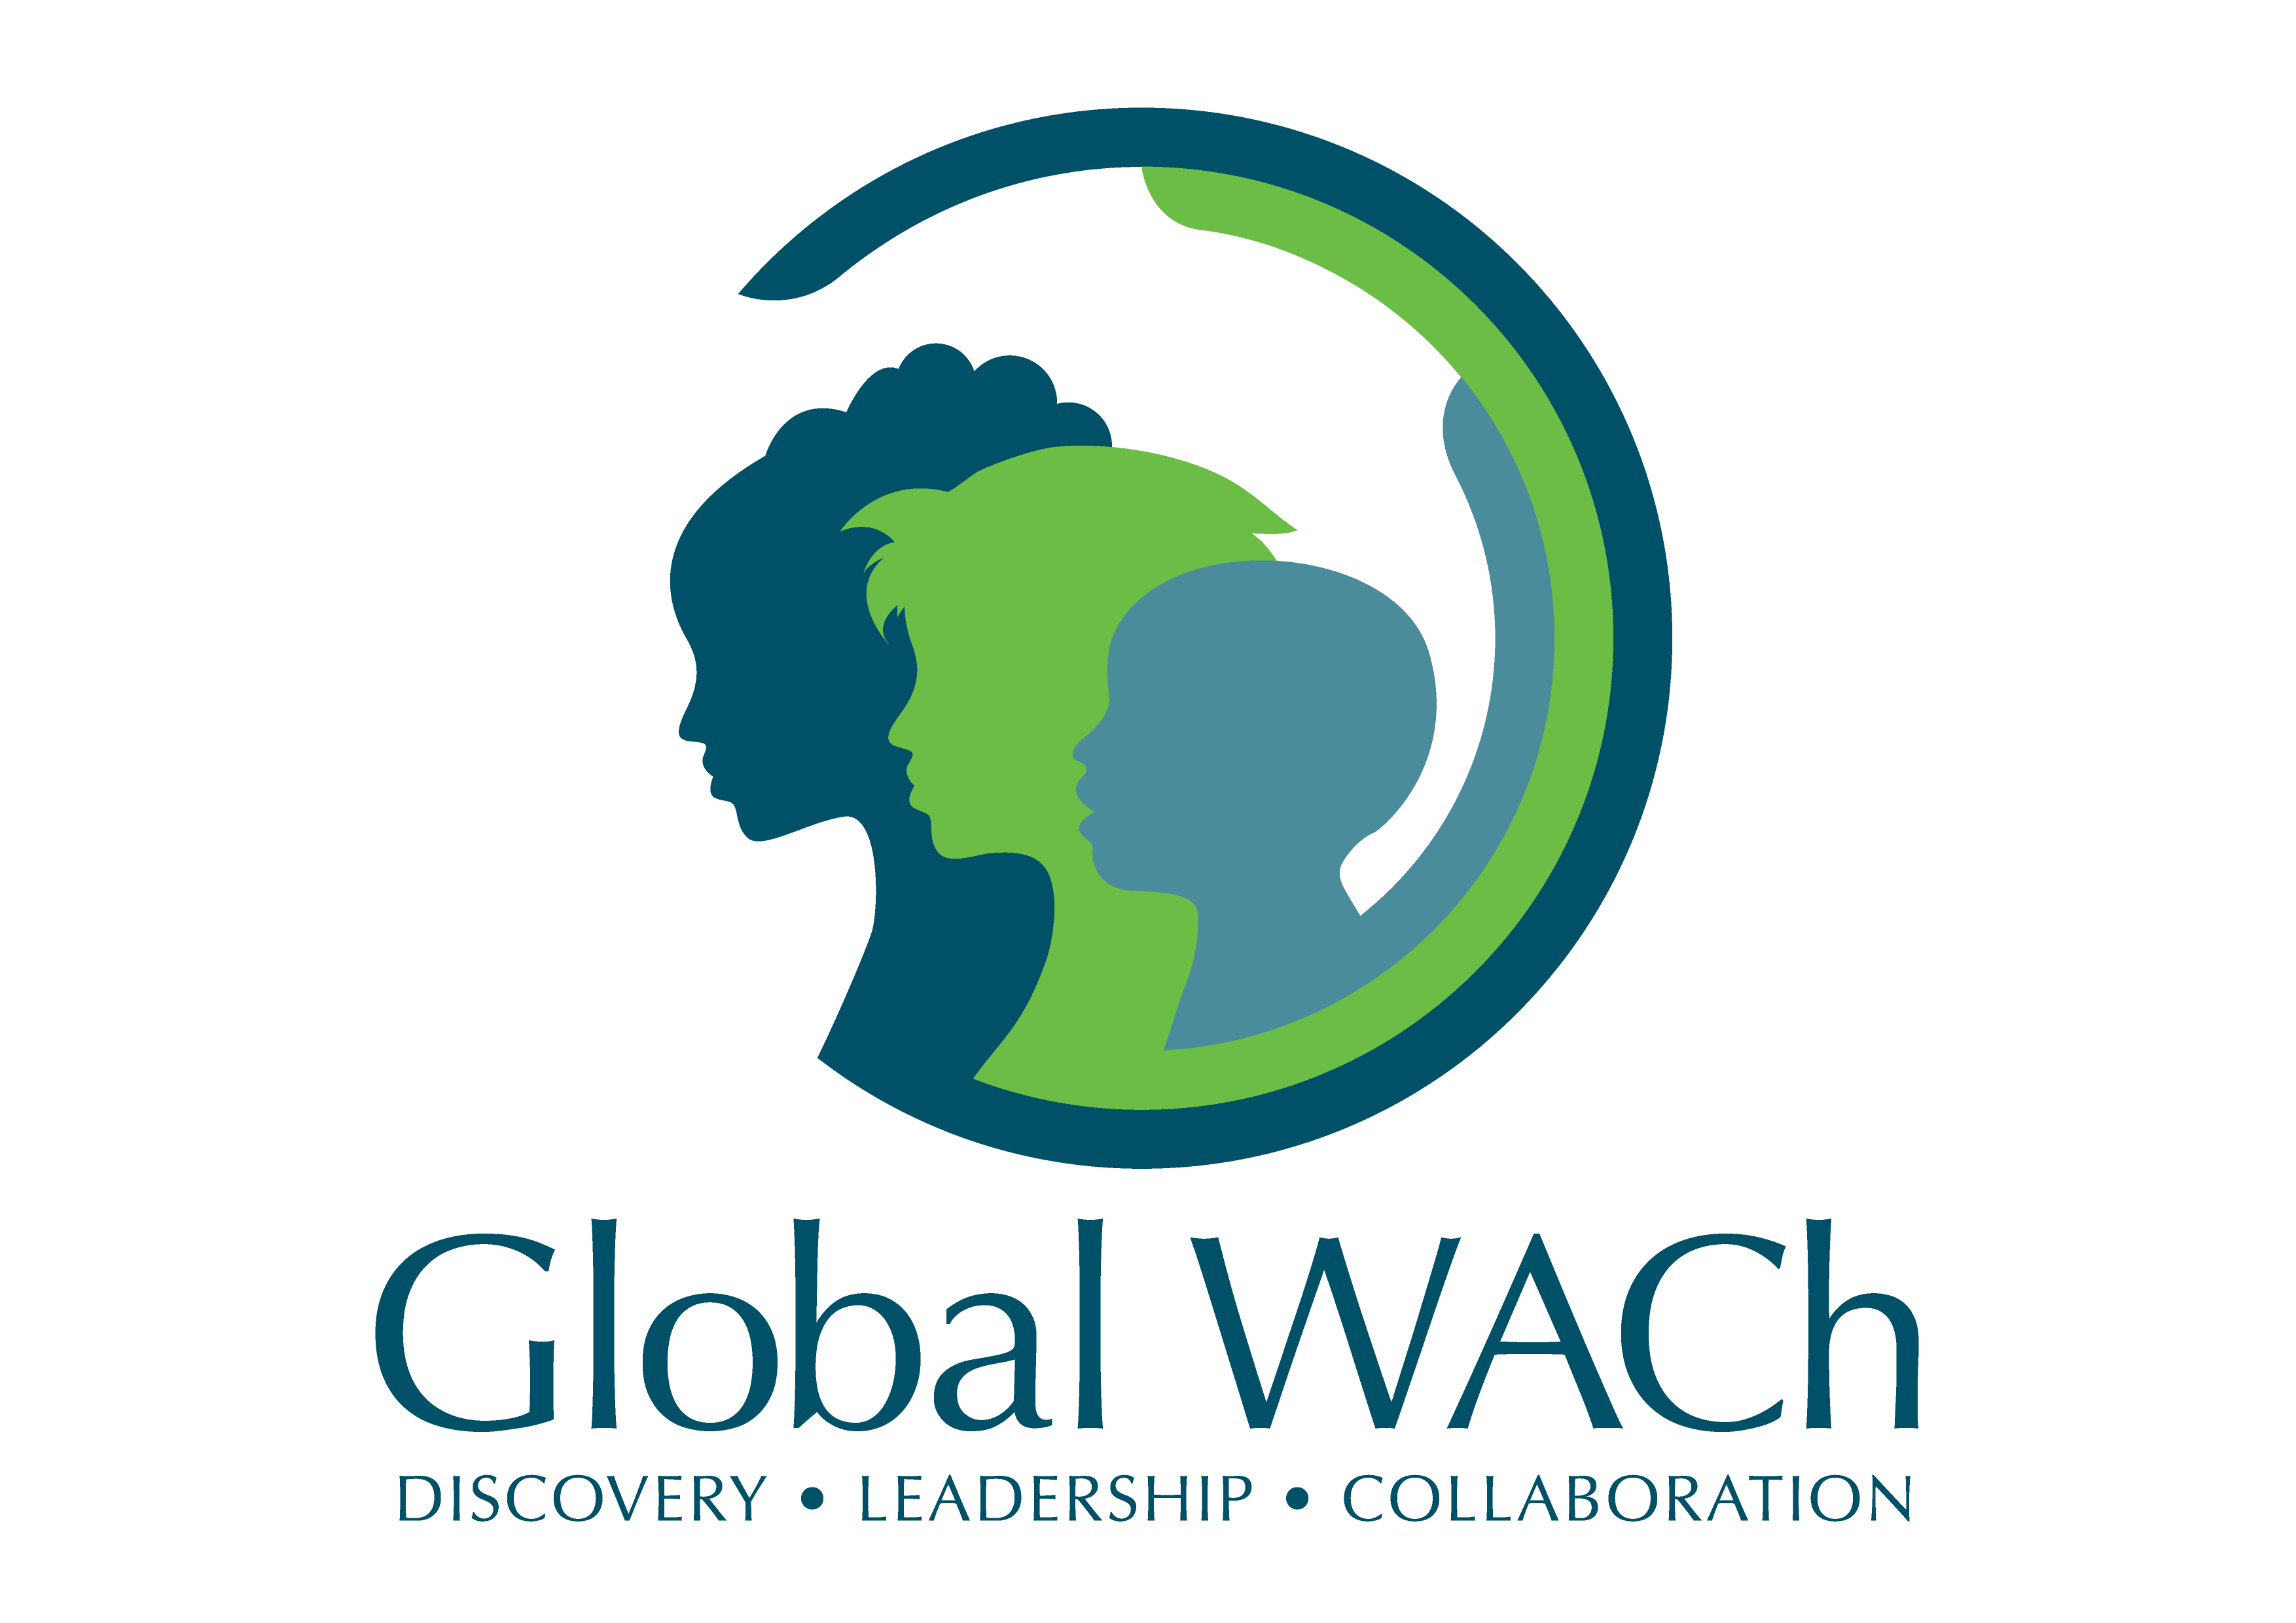 Global WACh
DISCOVERY • LEADERSHIP • COLLABORATION